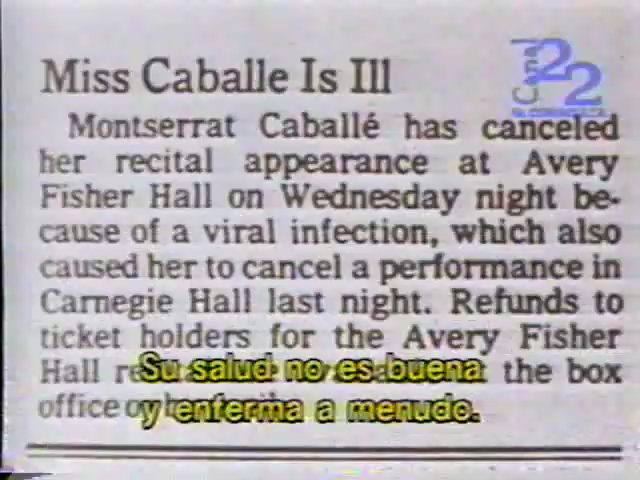 Canal
22
Miss Caballe Is Ill
Montserrat Caballé has canceled
her recital appearance at Avery
Fisher Hall on Wednesday night be-
cause of a viral infection, which also
caused her to cancel a performance in
Carnegie Hall last night. Refunds to
ticket holders for the Avery Fisher
Hall the box
office
Su salud no es buena
y enferma a menudo.